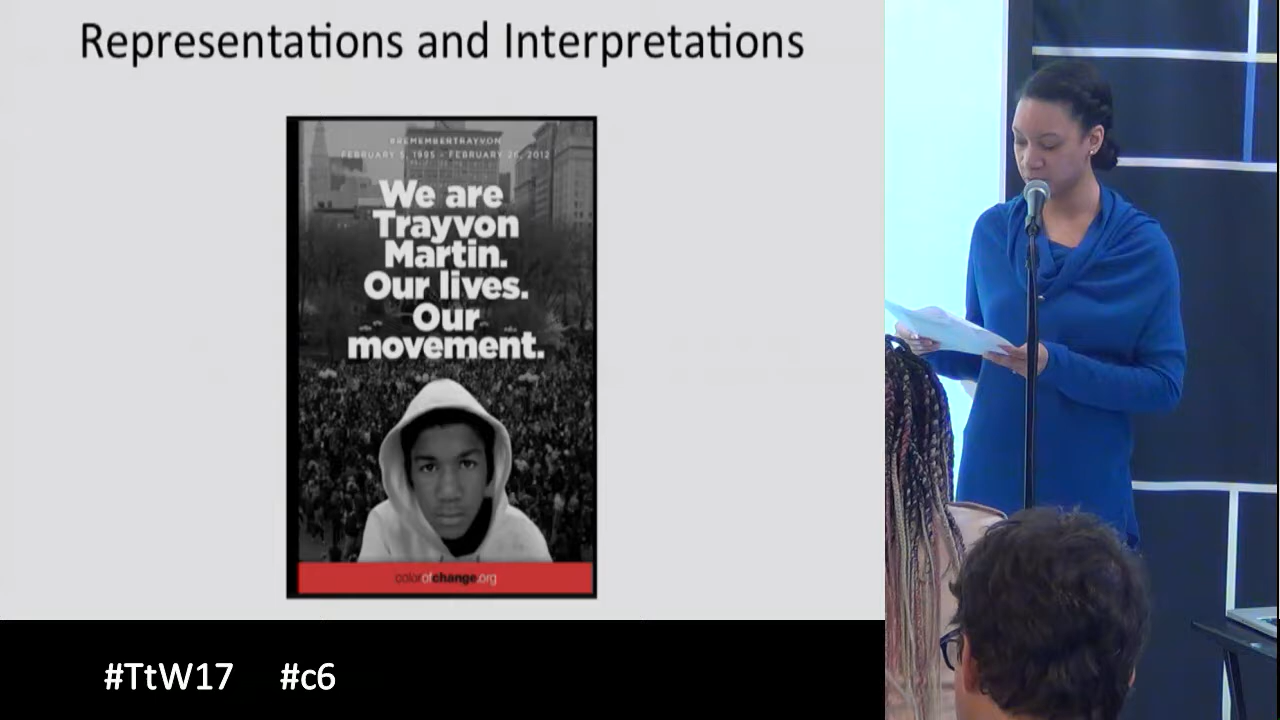 Representations and Interpretations
#REMEMBERTRAYVON
FEBRUARY 5, 1995 - FEBRUARY 26, 2012
We are
Trayvon
Martin.
Our lives.
Our
movement.
colorofchange.org
#TtW17 #c6